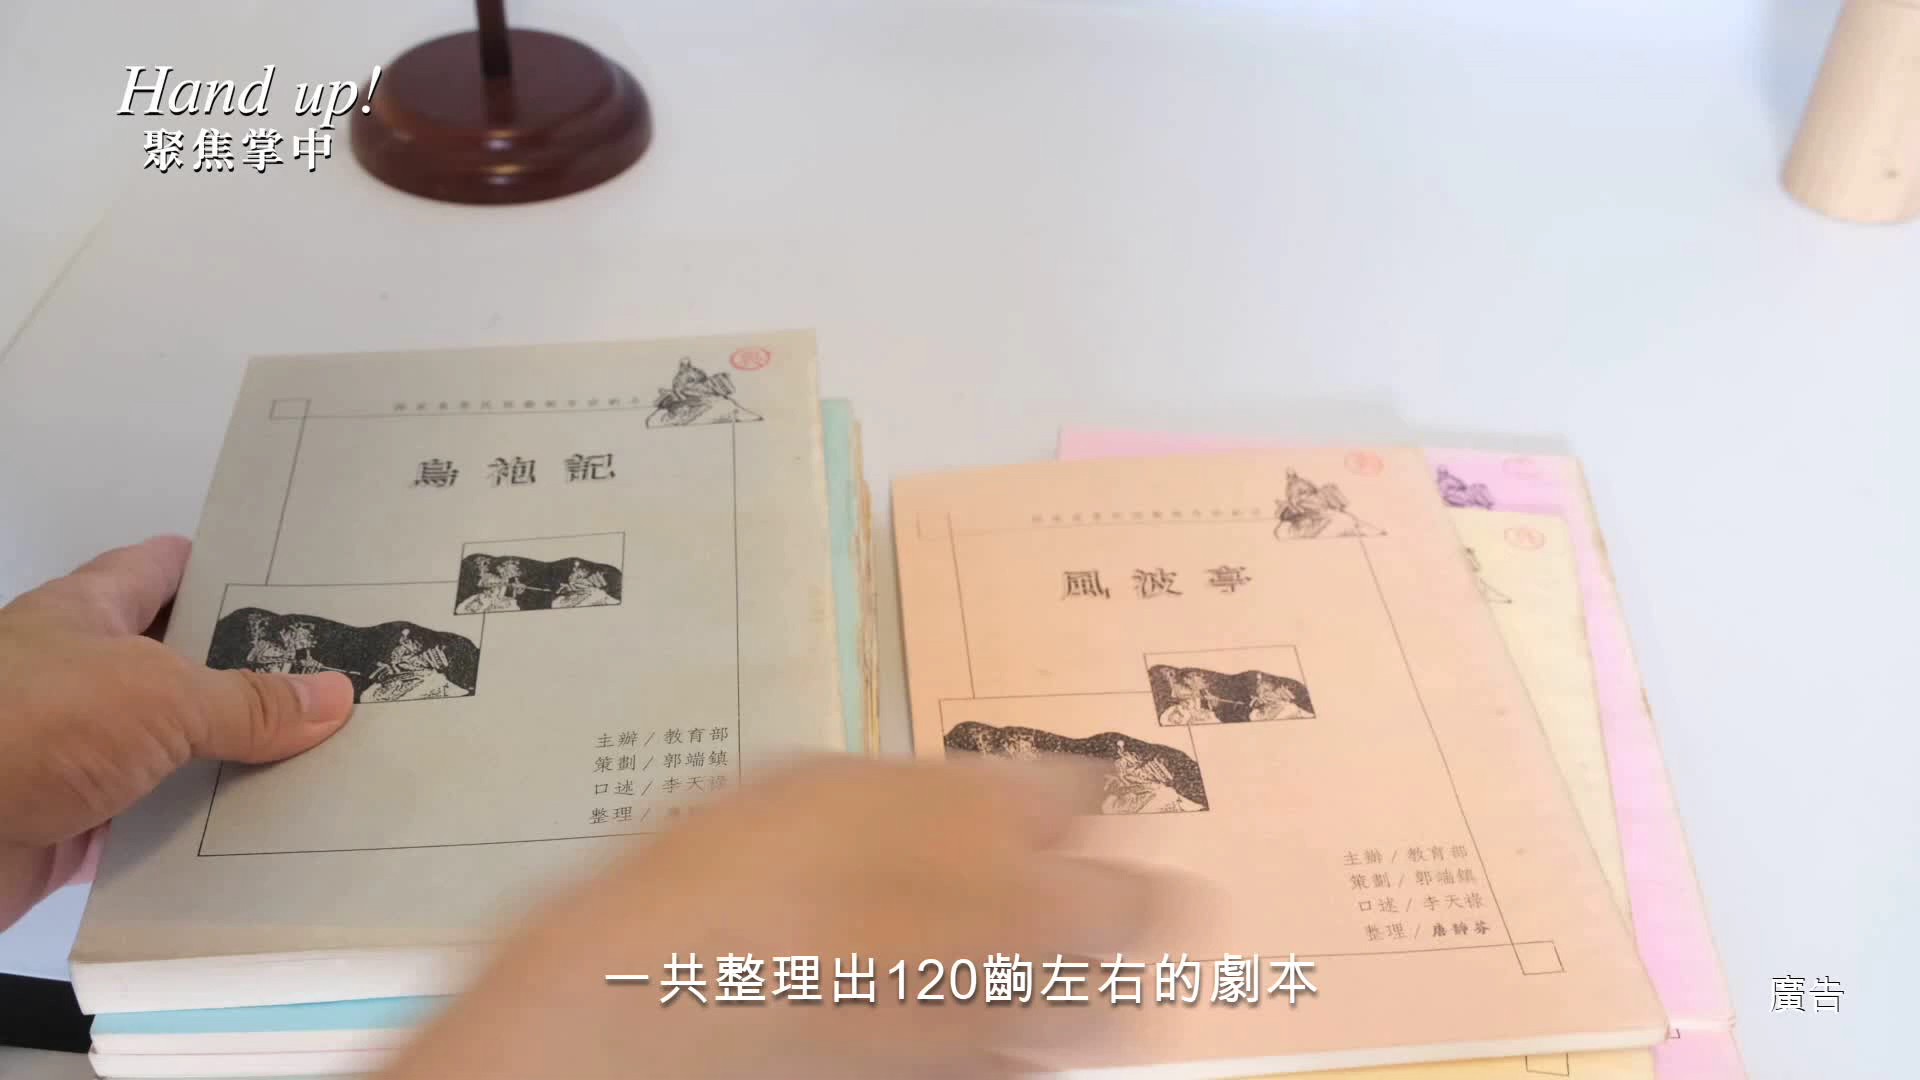 Hand up!
聚焦掌中
烏袍記
主辦/教育部
策劃/郭端鎮
口述/李天祿
整理/
風波亭
主辦/教育部
策劃/郭端鎮
口述/李天祿
整理/唐靜芬
一共整理出120齣左右的劇本
廣告